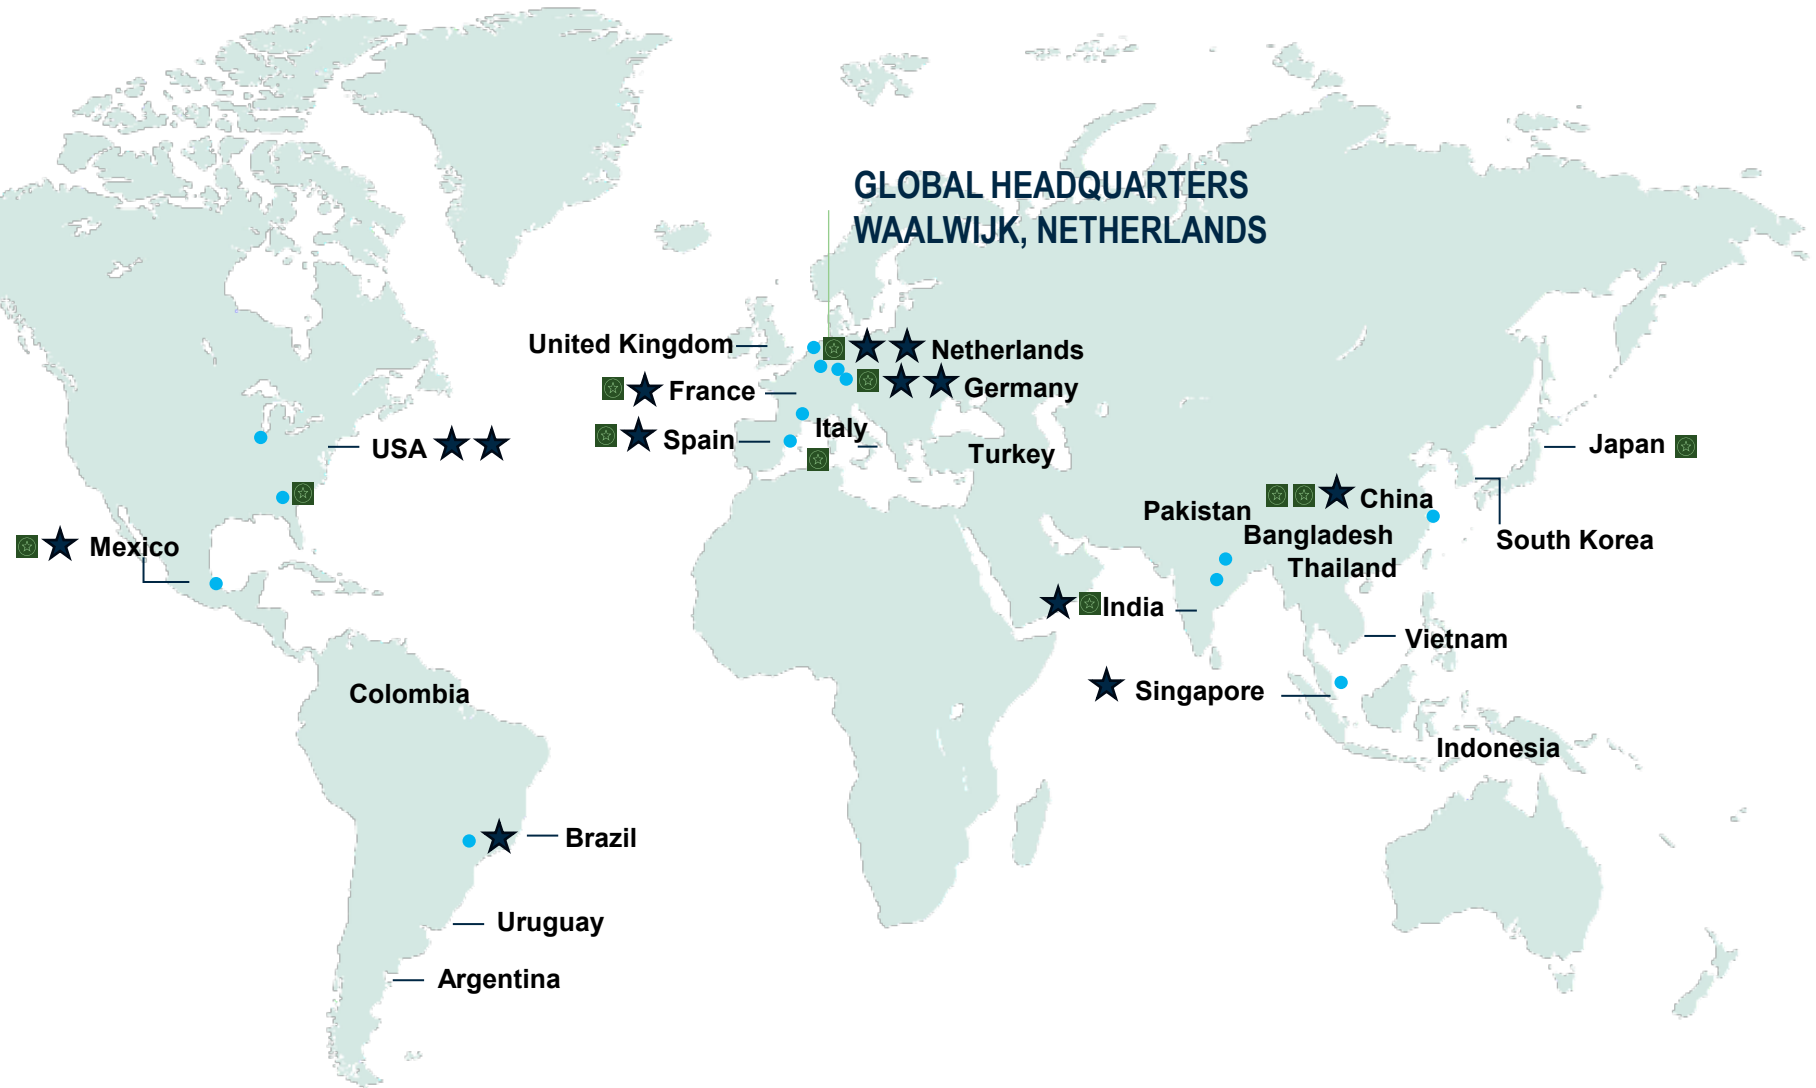 GLOBAL HEADQUARTERS
WAALWIJK, NETHERLANDS
United Kingdom
Netherlands
France
Germany
Spain
Italy
Turkey
USA
Japan
Pakistan
China
Bangladesh
South Korea
Thailand
Mexico
India
Vietnam
Colombia
Singapore
Indonesia
Brazil
Uruguay
Argentina